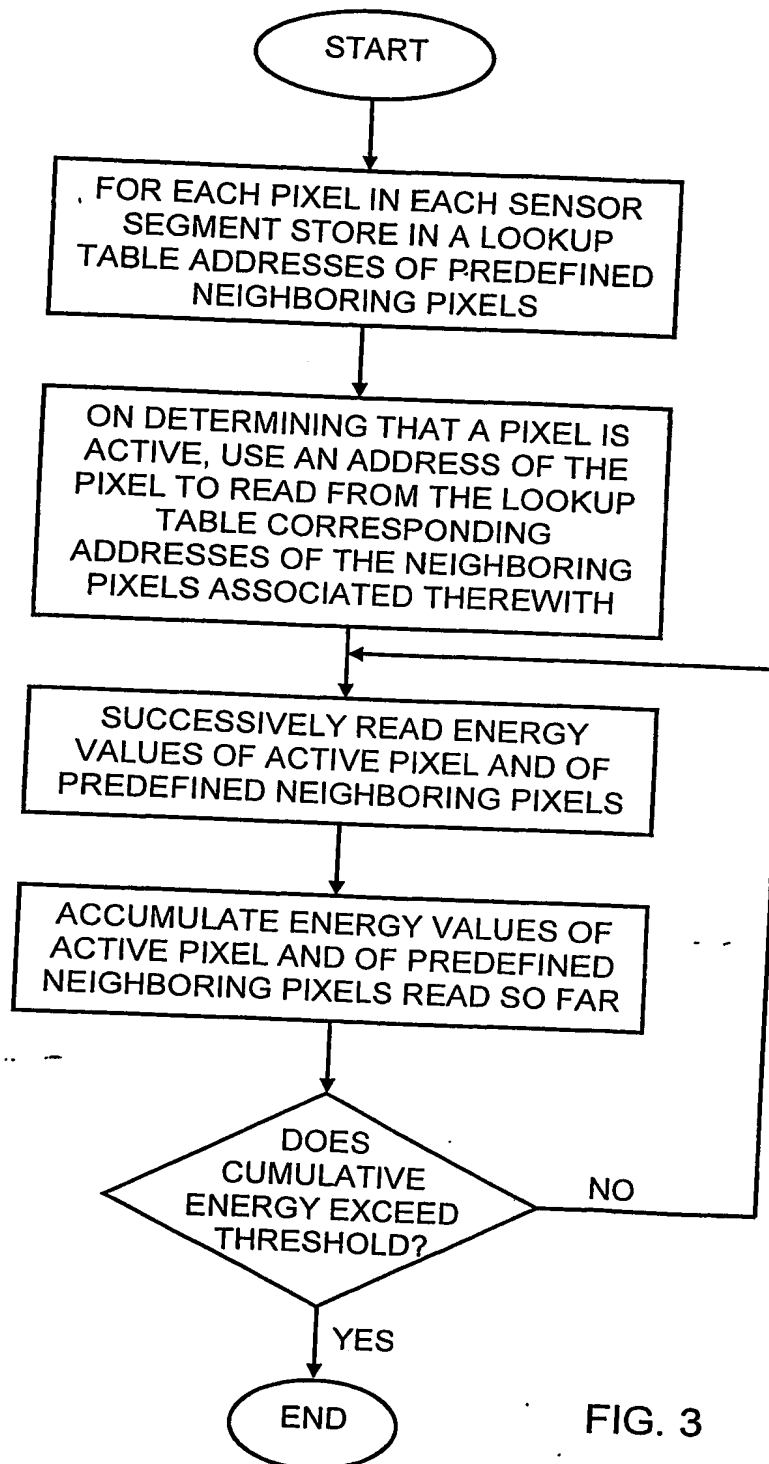 START
FOR EACH PIXEL IN EACH SENSOR
SEGMENT STORE IN A LOOKUP
TABLE ADDRESSES OF PREDEFINED
NEIGHBORING PIXELS
ON DETERMINING THAT A PIXEL IS
ACTIVE, USE AN ADDRESS OF THE
PIXEL TO READ FROM THE LOOKUP
TABLE CORRESPONDING
ADDRESSES OF THE NEIGHBORING
PIXELS ASSOCIATED THEREWITH
SUCCESSIVELY READ ENERGY
VALUES OF ACTIVE PIXEL AND OF
PREDEFINED NEIGHBORING PIXELS
ACCUMULATE ENERGY VALUES OF
ACTIVE PIXEL AND OF PREDEFINED
NEIGHBORING PIXELS READ SO FAR
DOES
CUMULATIVE
ENERGY EXCEED
THRESHOLD?
NO
YES
END
FIG. 3